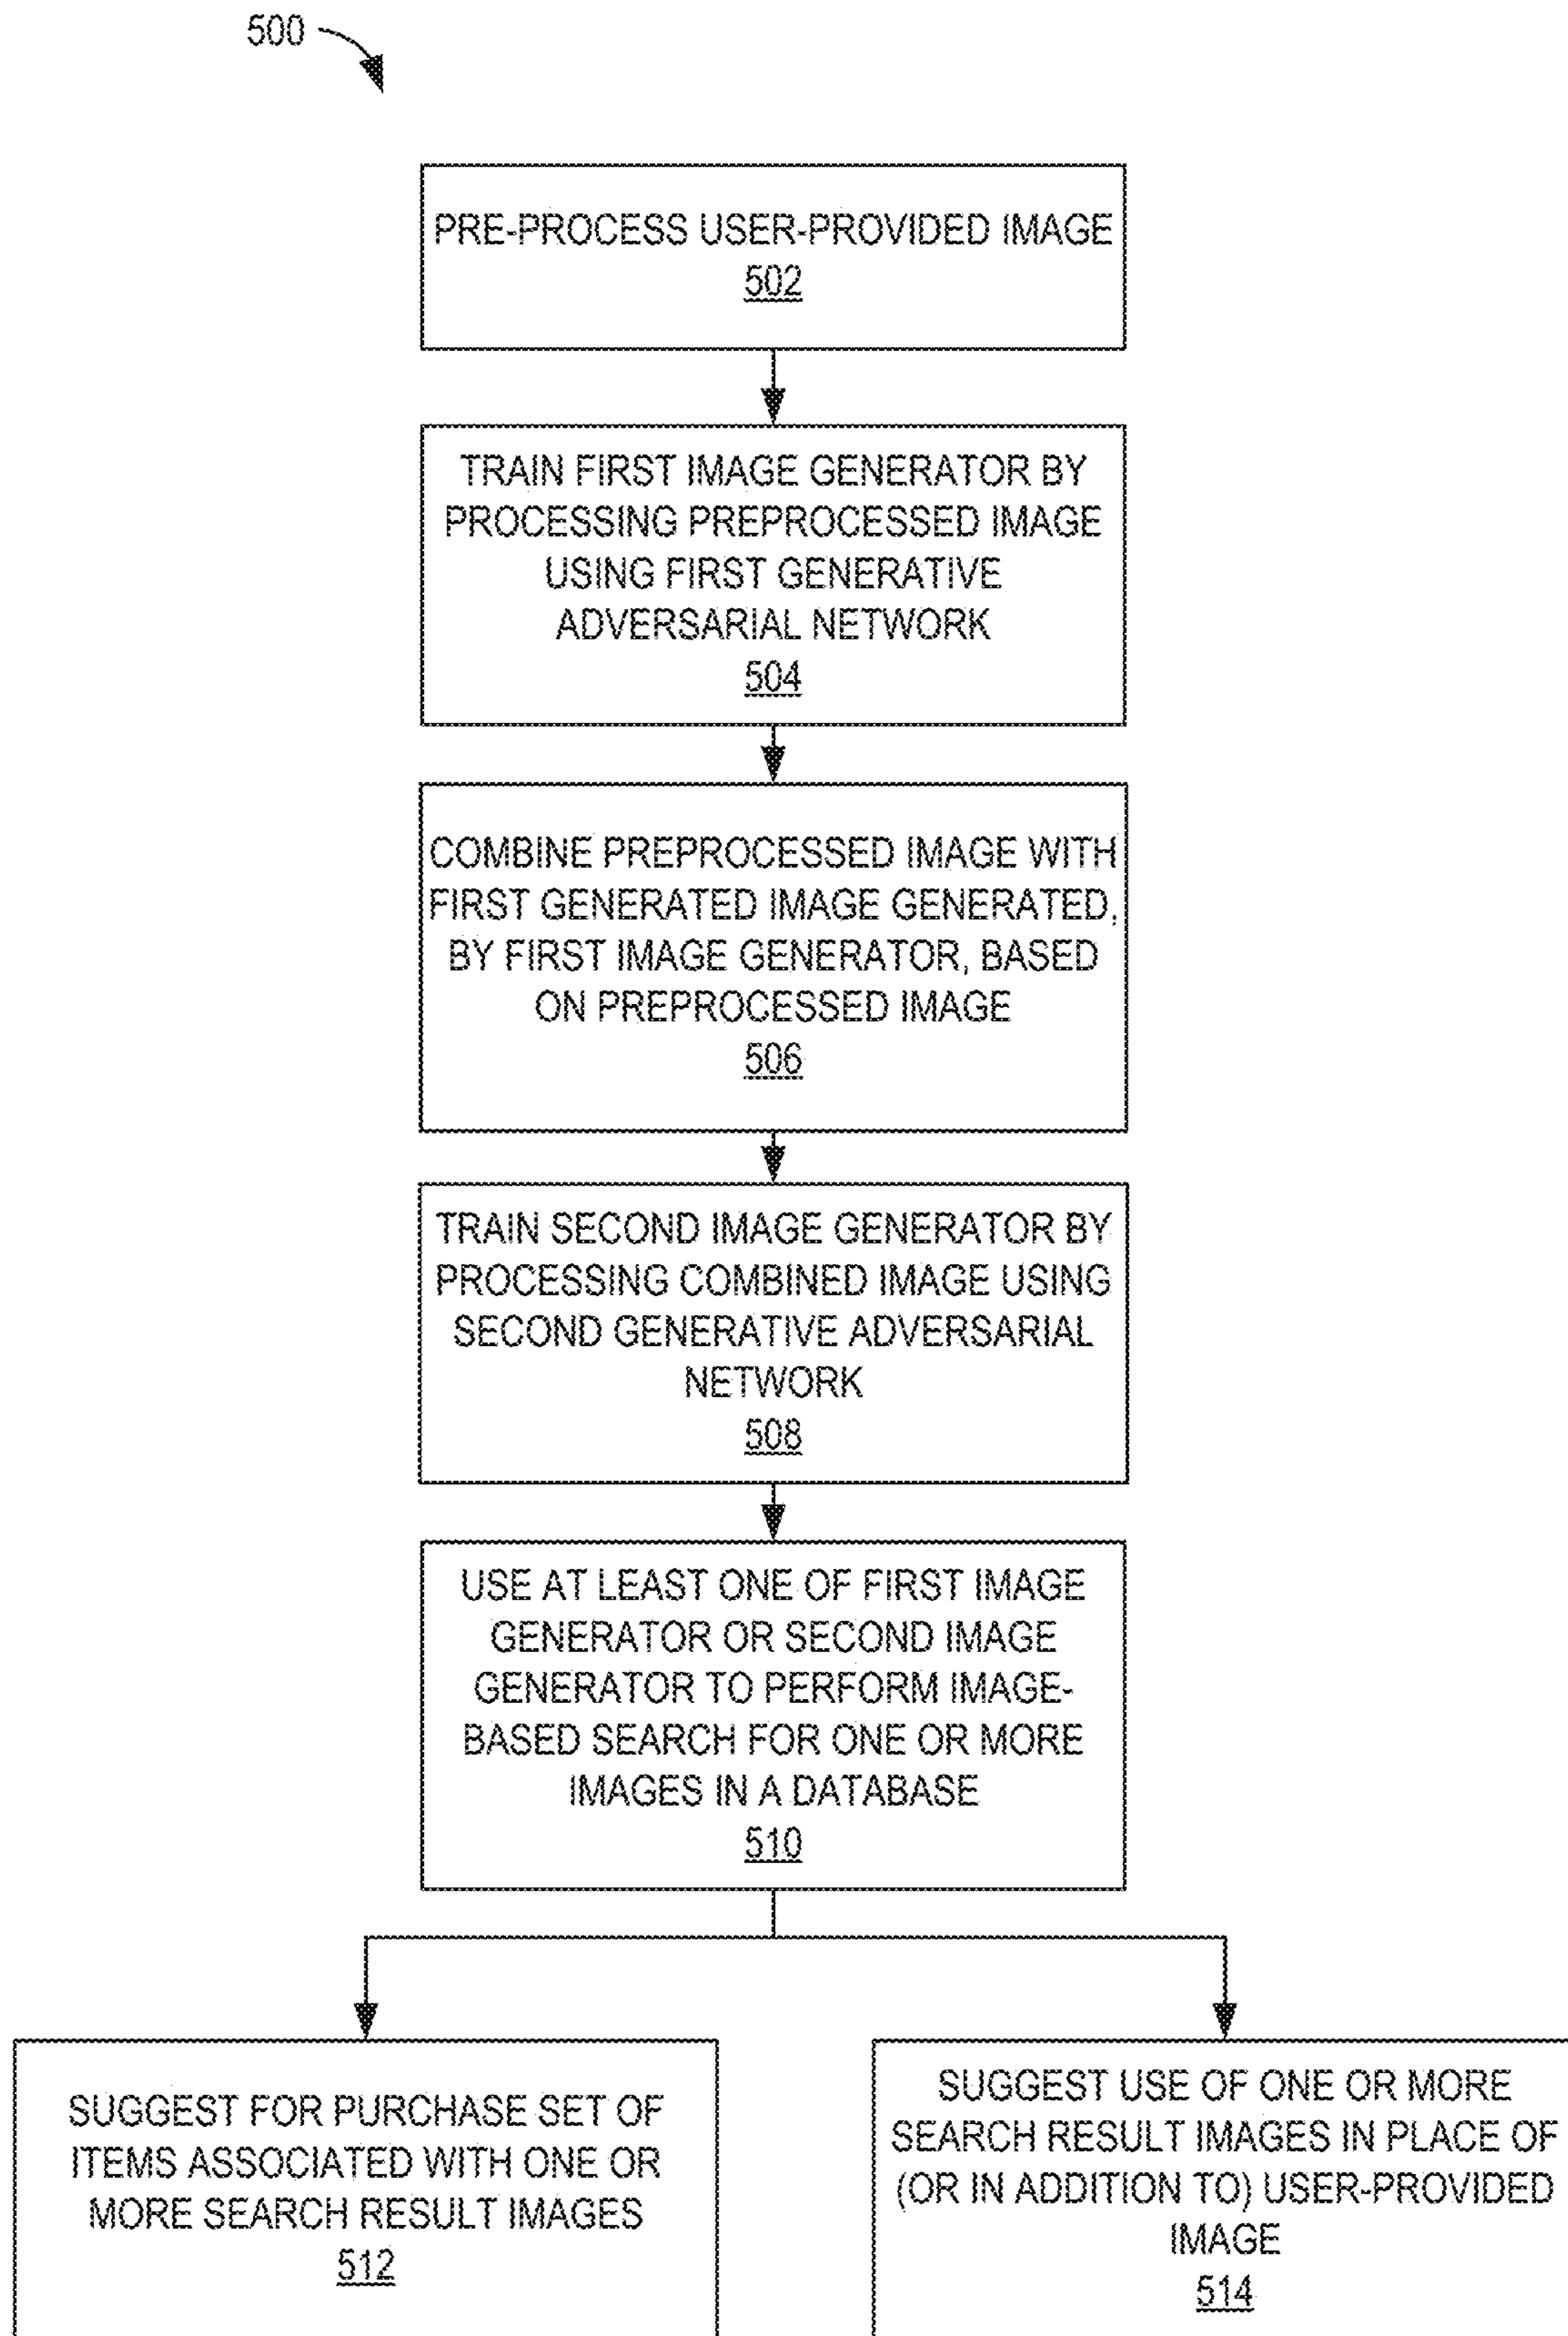 500
PRE-PROCESS USER-PROVIDED IMAGE
502
TRAIN FIRST IMAGE GENERATOR BY
PROCESSING PREPROCESSED IMAGE
USING FIRST GENERATIVE
ADVERSARIAL NETWORK
504
COMBINE PREPROCESSED IMAGE WITH
FIRST GENERATED IMAGE GENERATED,
BY FIRST IMAGE GENERATOR, BASED
ON PREPROCESSED IMAGE
506
TRAIN SECOND IMAGE GENERATOR BY
PROCESSING COMBINED IMAGE USING
SECOND GENERATIVE ADVERSARIAL
NETWORK
508
USE AT LEAST ONE OF FIRST IMAGE
GENERATOR OR SECOND IMAGE
GENERATOR TO PERFORM IMAGE-
BASED SEARCH FOR ONE OR MORE
IMAGES IN A DATABASE
510
SUGGEST FOR PURCHASE SET OF
ITEMS ASSOCIATED WITH ONE OR
MORE SEARCH RESULT IMAGES
512
SUGGEST USE OF ONE OR MORE
SEARCH RESULT IMAGES IN PLACE OF
(OR IN ADDITION TO) USER-PROVIDED
IMAGE
514